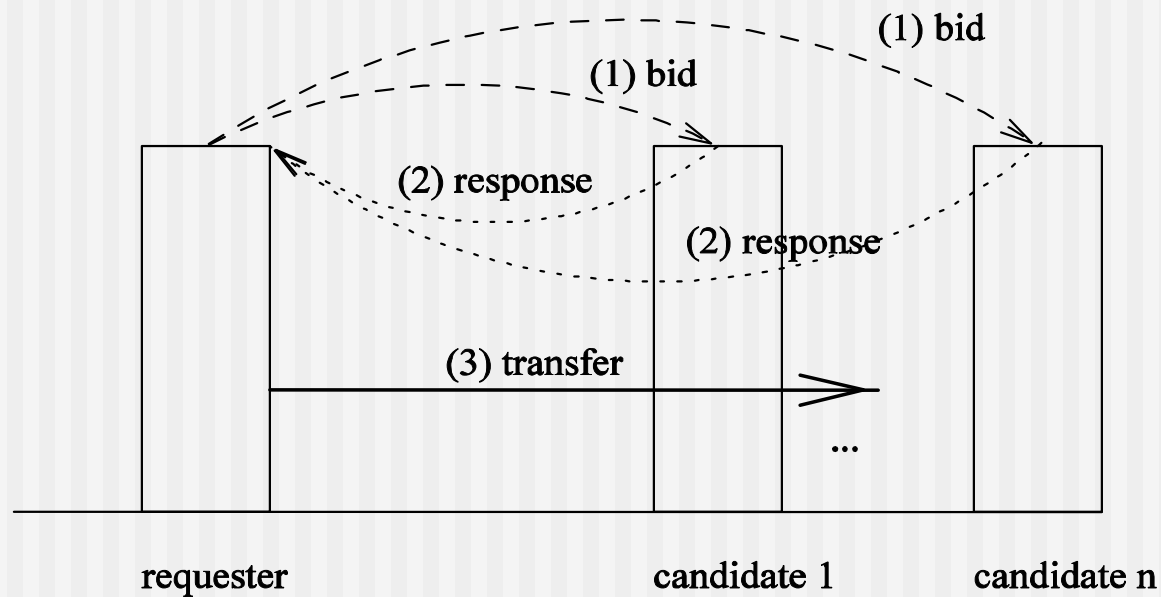 (1) bid
(1) bid
(2) response
(2) response
(3) transfer
...
requester
candidate 1
candidate n